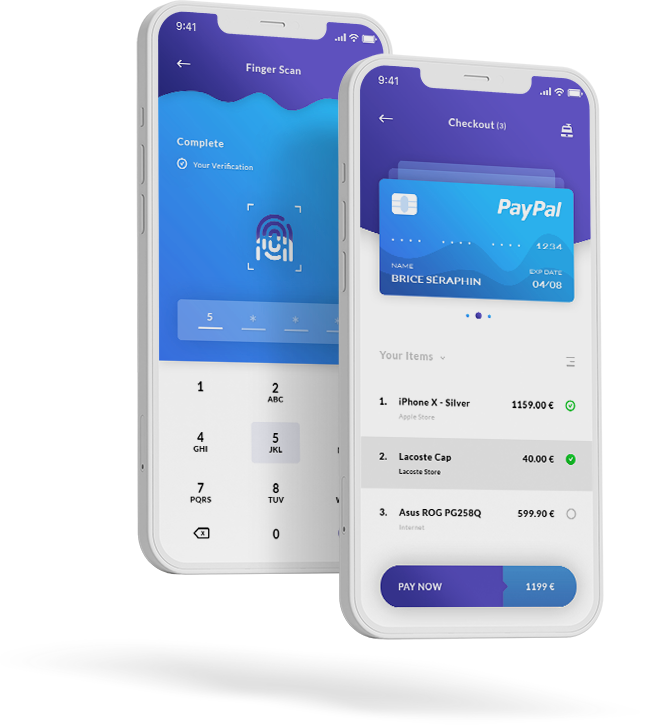 9:41
Finger Scan
Complete
Your Verification
5 * * *
1
2
ABC
4
GHI
5
JKL
7
PQRS
8
TUV
0
9:41
Checkout (3)
PayPal
1234
NAME
BRICE SERAPHIN
EXP DATE
04/08
Your Items
1. iPhone X - Silver 1159.00 €
Apple Store
2. Lacoste Cap 40.00 €
Lacoste Store
3. Asus ROG PG258Q 599.90 €
Internet
PAY NOW 1199 €